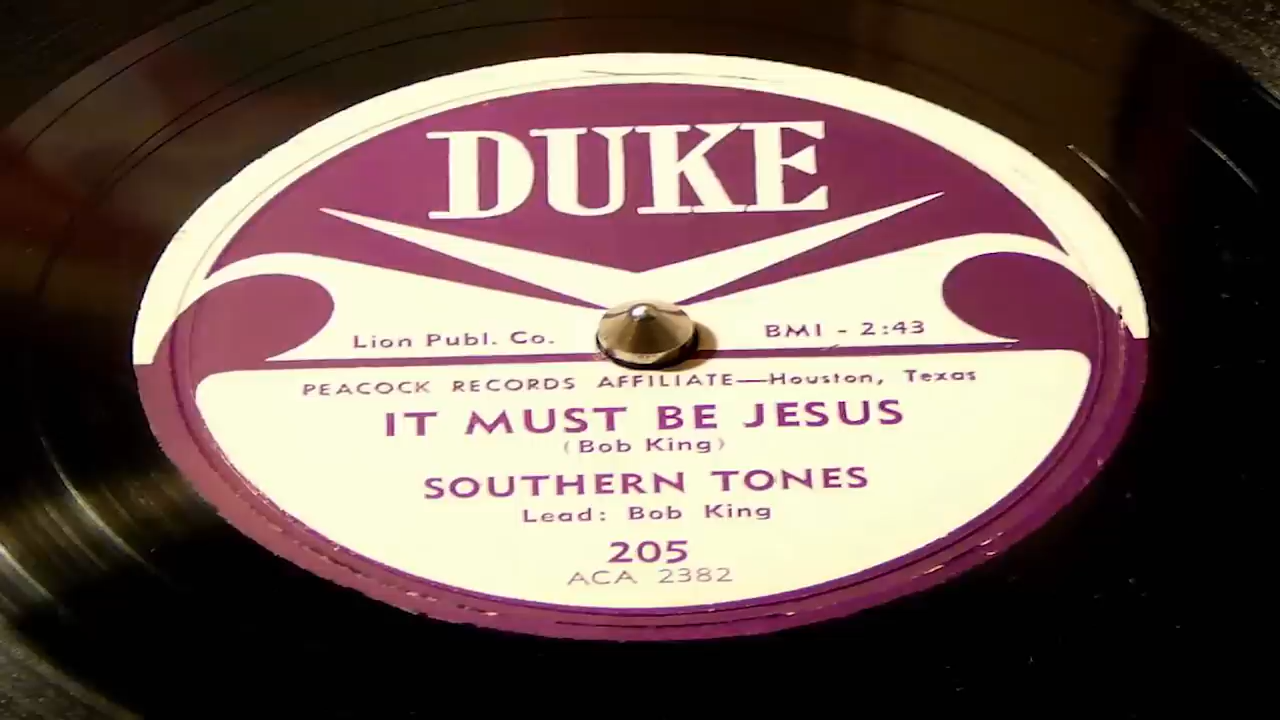 DUKE
Lion Publ. Co. BMI - 2:43
PEACOCK RECORDS AFFILIATE—Houston, Texas
IT MUST BE JESUS
(Bob King)
SOUTHERN TONES
Lead: Bob King
205
ACA 2382